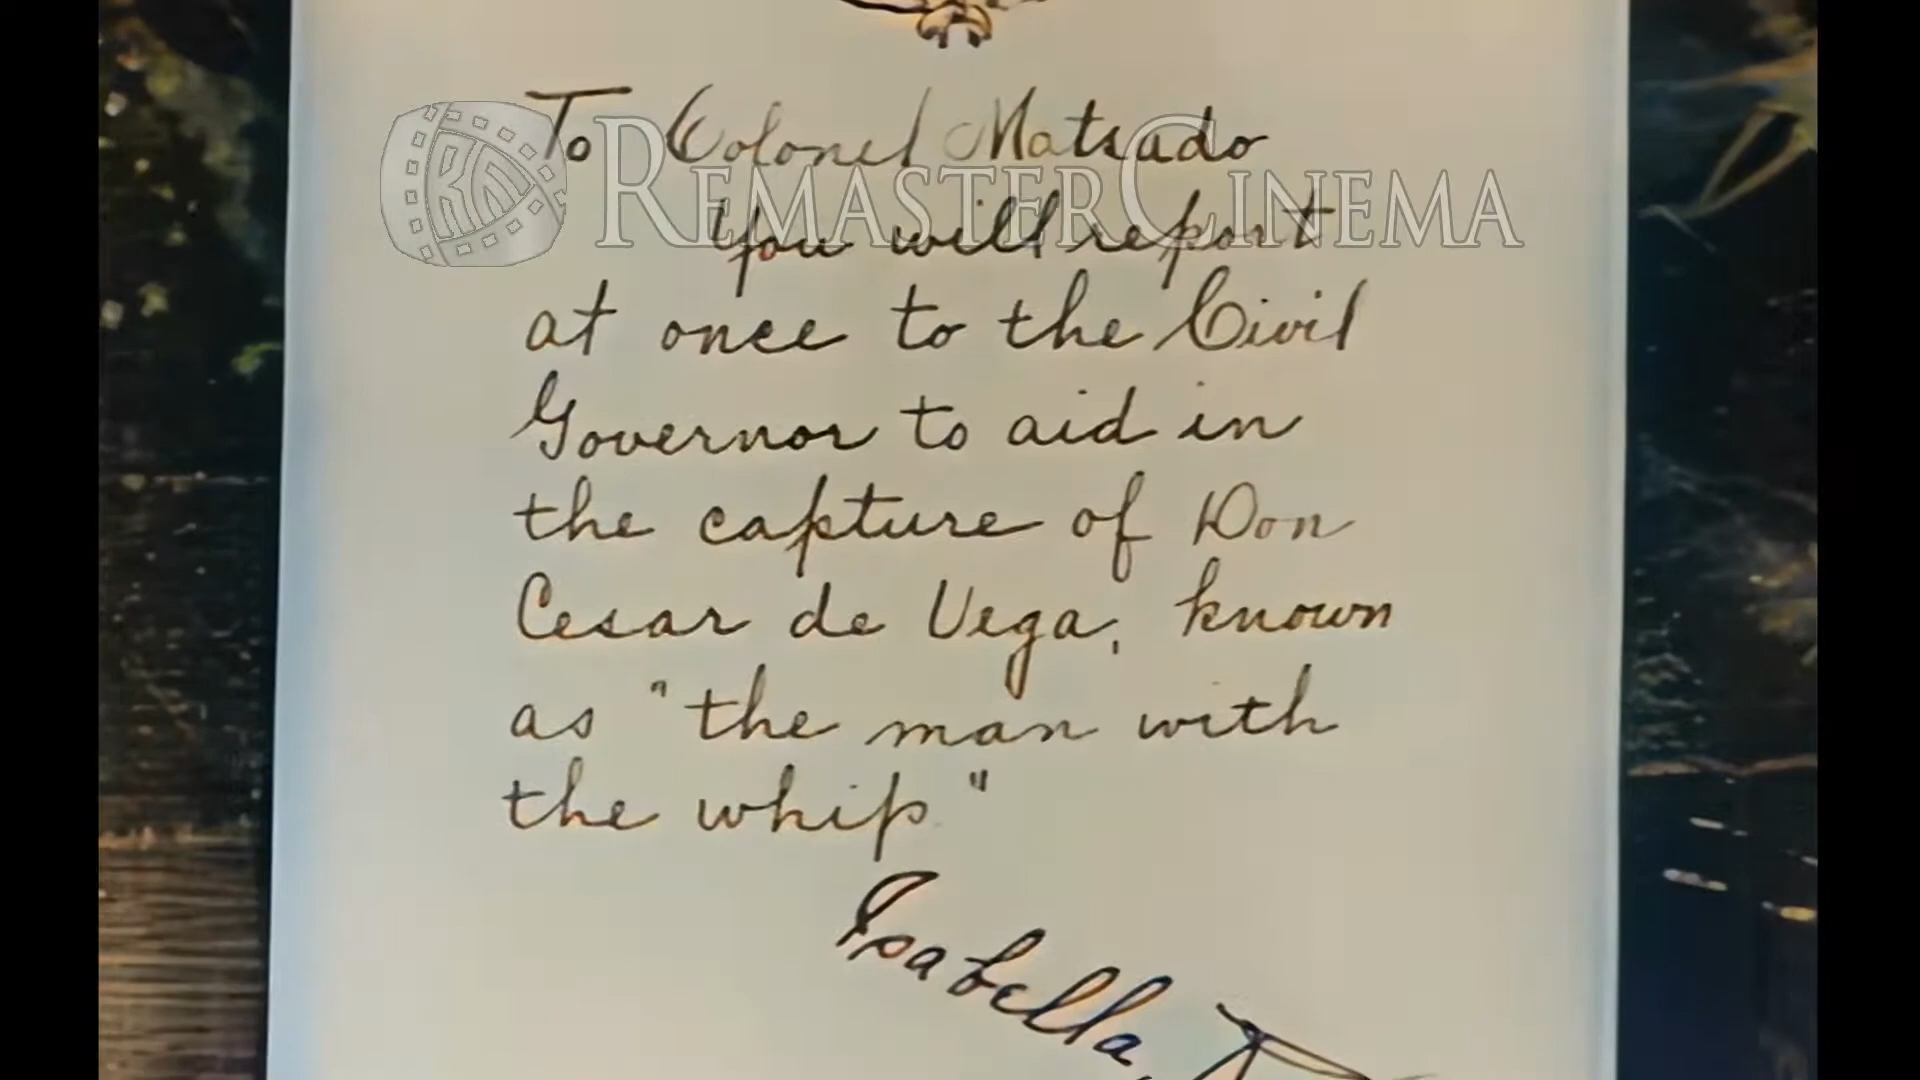 To Colonel Matsado
RM REMASTERCINEMA
You will report
at once to the Civil
Governor to aid in
the capture of Don
Cesar de Vega, known
as "the man with
the whip"
Isabella,